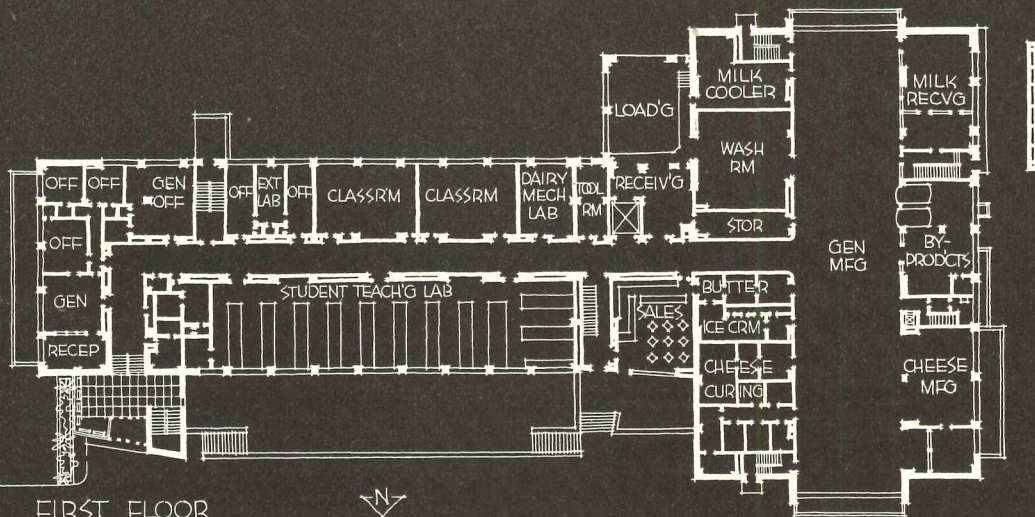 MILK
COOLER
MILK
RECVG
LOAD'G
WASH
RM
OFF
OFF
GEN
OFF
OFF
EXT
LAB
OFF
CLASSR'M
CLASSRM
DAIRY
MECH
LAB
TOOL
RM
RECEIV'G
STOR
OFF
GEN
MFG
BY-
PRODCTS
GEN
STUDENT TEACH'G LAB
BUTTER
SALES
ICE CRM
RECEP
CHEESE
CURING
CHEESE
MFG
FIRST FLOOR
N